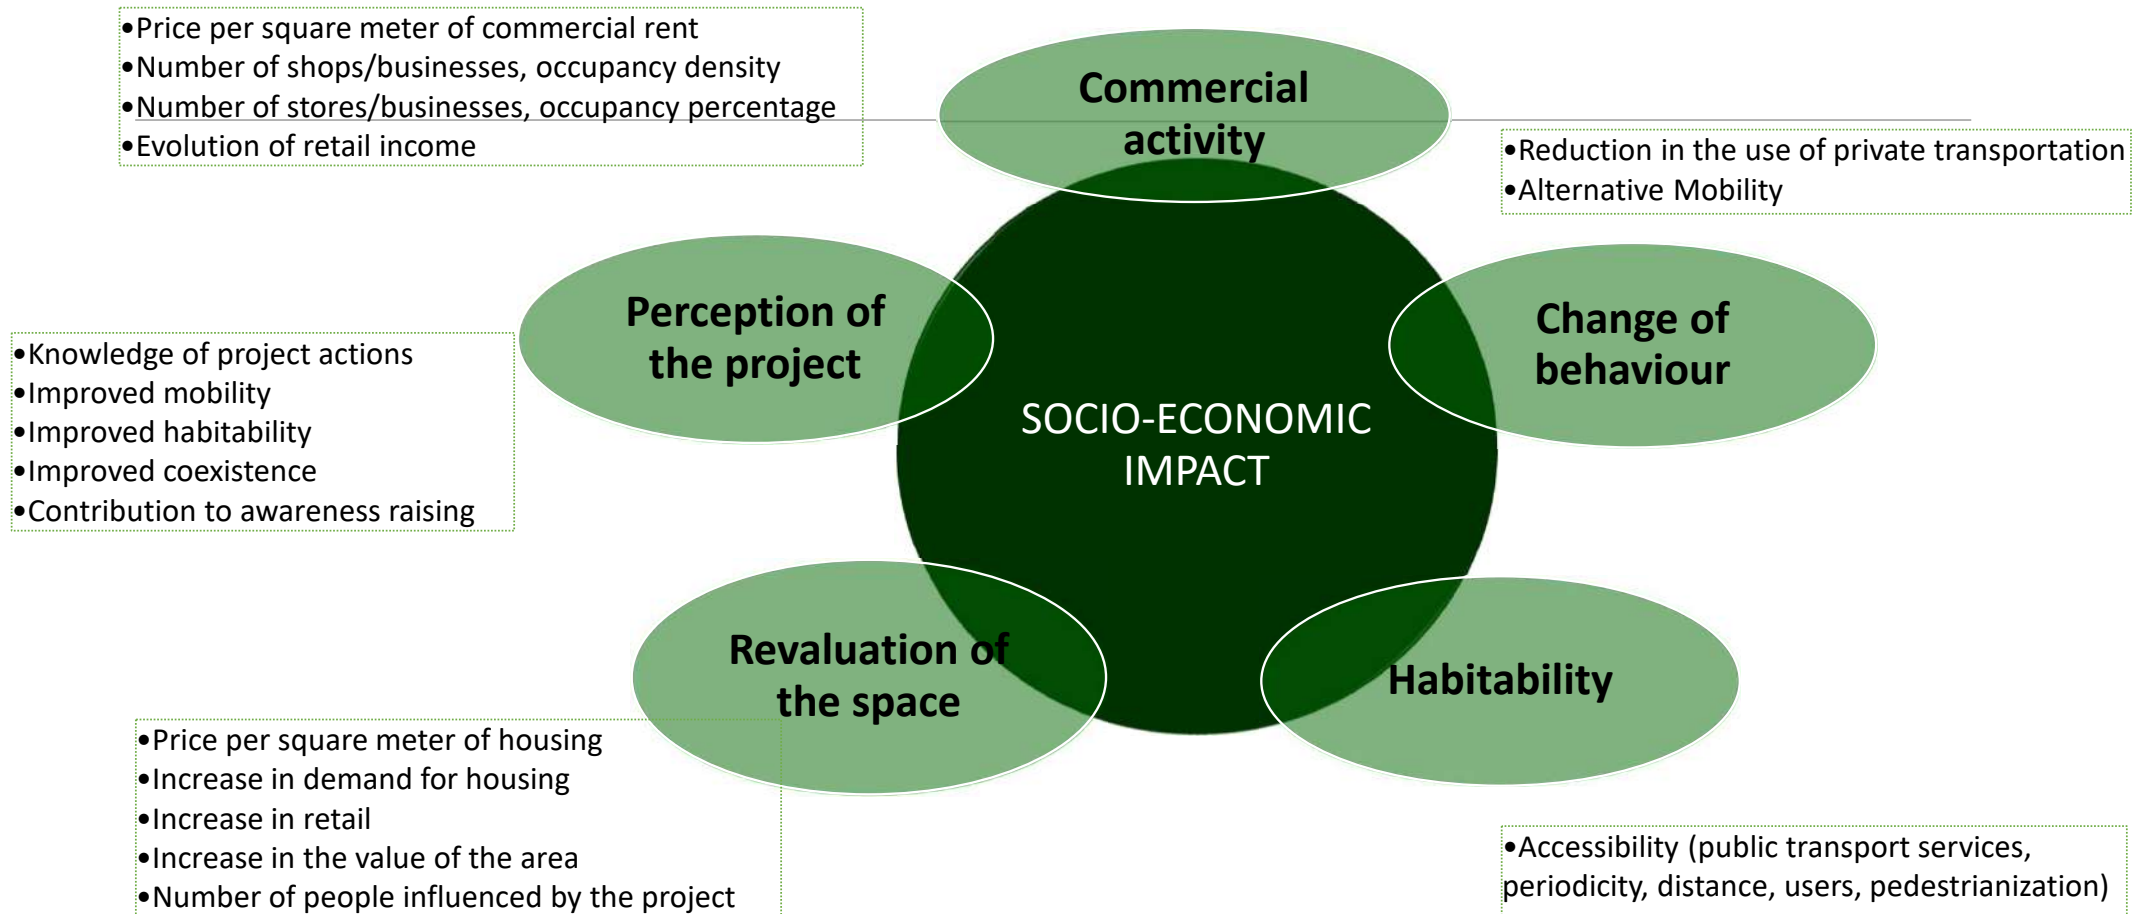 •Price per square meter of commercial rent
•Number of shops/businesses, occupancy density
•Number of stores/businesses, occupancy percentage
•Evolution of retail income
Commercial
activity
•Reduction in the use of private transportation
•Alternative Mobility
Perception of
the project
Change of
behaviour
•Knowledge of project actions
•Improved mobility
•Improved habitability
•Improved coexistence
•Contribution to awareness raising
SOCIO-ECONOMIC
IMPACT
Revaluation of
the space
Habitability
•Price per square meter of housing
•Increase in demand for housing
•Increase in retail
•Increase in the value of the area
•Number of people influenced by the project
•Accessibility (public transport services,
periodicity, distance, users, pedestrianization)